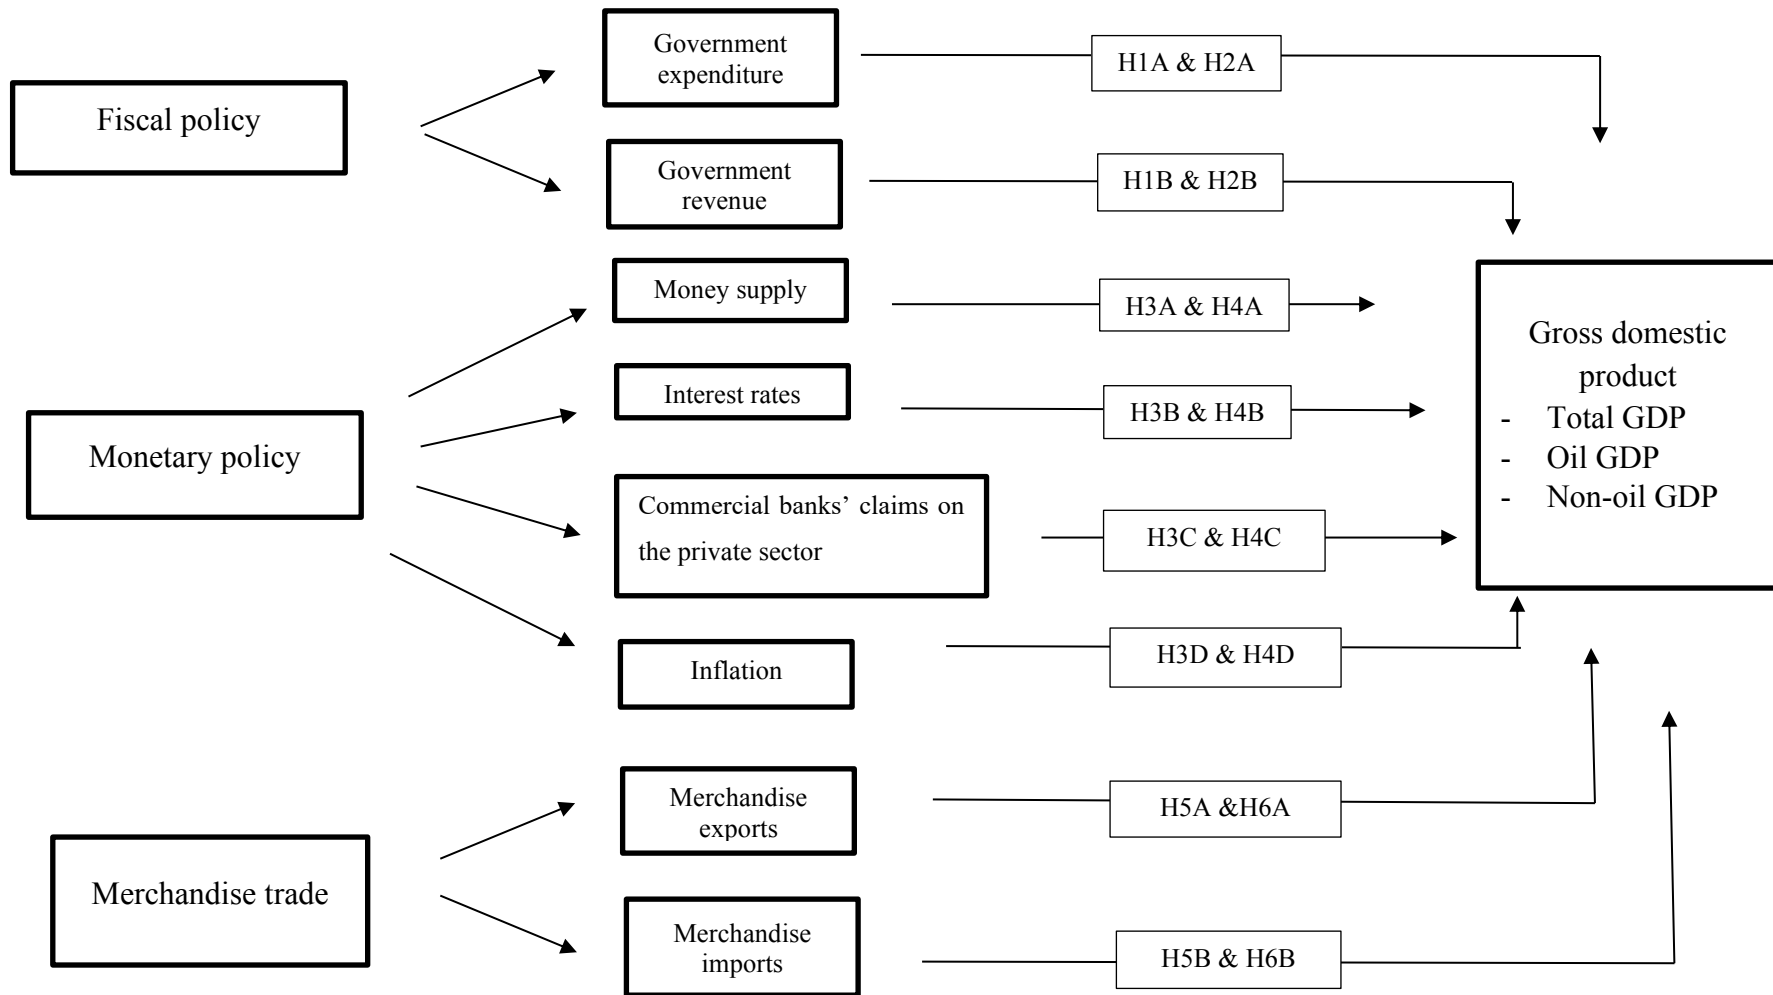 Government
expenditure
H1A & H2A
Fiscal policy
Government
revenue
H1B & H2B
Money supply
H3A & H4A
Interest rates
H3B & H4B
Monetary policy
Commercial banks’ claims on
the private sector
H3C & H4C
Inflation
H3D & H4D
Gross domestic
product
- Total GDP
- Oil GDP
- Non-oil GDP
Merchandise
exports
H5A &H6A
Merchandise trade
Merchandise
imports
H5B & H6B